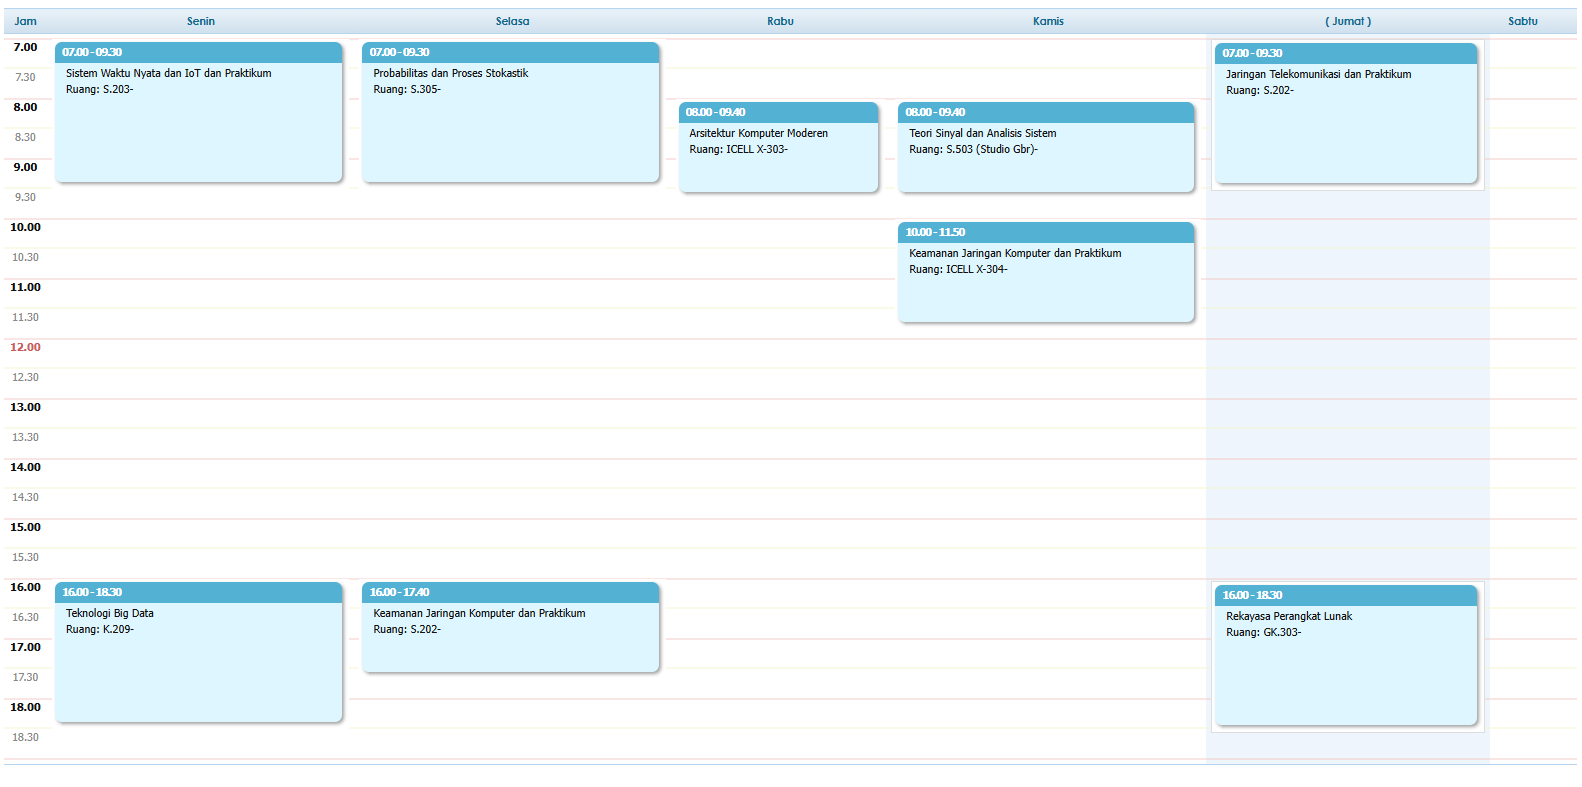 Jam Senin Selasa Rabu Kamis ( Jumat ) Sabtu
7.00
7.30
8.00
8.30
9.00
9.30
10.00
10.30
11.00
11.30
12.00
12.30
13.00
13.30
14.00
14.30
15.00
15.30
16.00
16.30
17.00
17.30
18.00
18.30
07.00 - 09.30
Sistem Waktu Nyata dan IoT dan Praktikum
Ruang: S.203-
16.00 - 18.30
Teknologi Big Data
Ruang: K.209-
07.00 - 09.30
Probabilitas dan Proses Stokastik
Ruang: S.305-
16.00 - 17.40
Keamanan Jaringan Komputer dan Praktikum
Ruang: S.202-
08.00 - 09.40
Arsitektur Komputer Moderen
Ruang: ICELL X-303-
08.00 - 09.40
Teori Sinyal dan Analisis Sistem
Ruang: S.503 (Studio Gbr)-
10.00 - 11.50
Keamanan Jaringan Komputer dan Praktikum
Ruang: ICELL X-304-
07.00 - 09.30
Jaringan Telekomunikasi dan Praktikum
Ruang: S.202-
16.00 - 18.30
Rekayasa Perangkat Lunak
Ruang: GK.303-